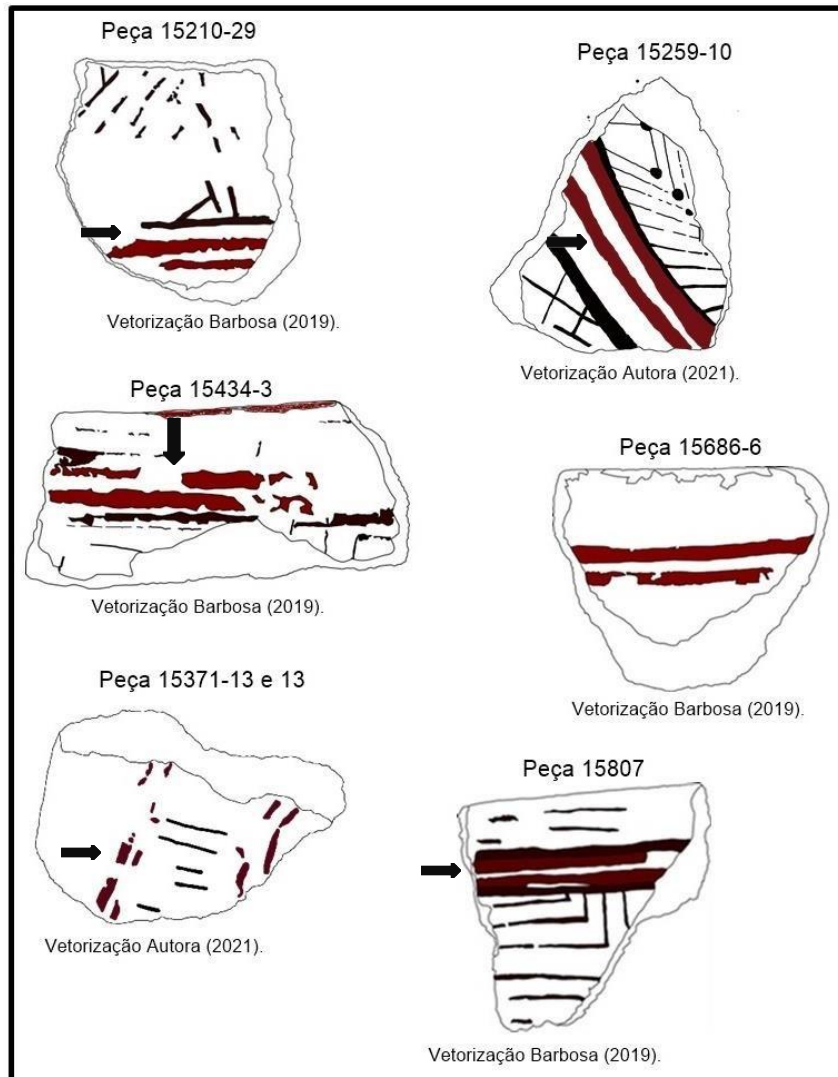 Peça 15210-29
Vetorização Barbosa (2019).
Peça 15259-10
Vetorização Autora (2021).
Peça 15434-3
Vetorização Barbosa (2019).
Peça 15686-6
Vetorização Barbosa (2019).
Peça 15371-13 e 13
Vetorização Autora (2021).
Peça 15807
Vetorização Barbosa (2019).